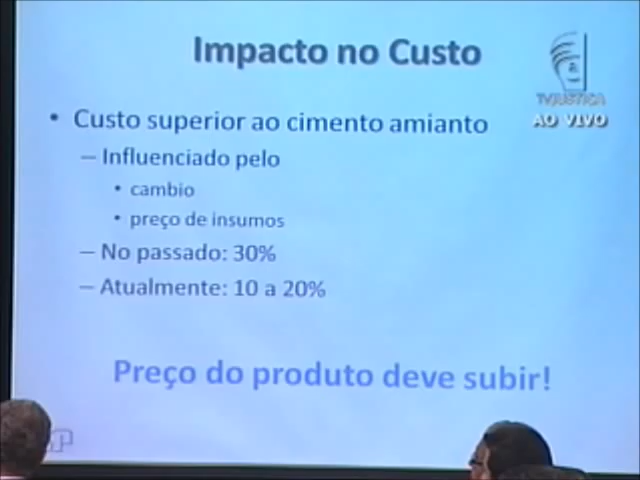 Impacto no Custo
TV JUSTIÇA
AO VIVO
• Custo superior ao cimento amianto
– Influenciado pelo
• cambio
• preço de insumos
– No passado: 30%
– Atualmente: 10 a 20%
Preço do produto deve subir!